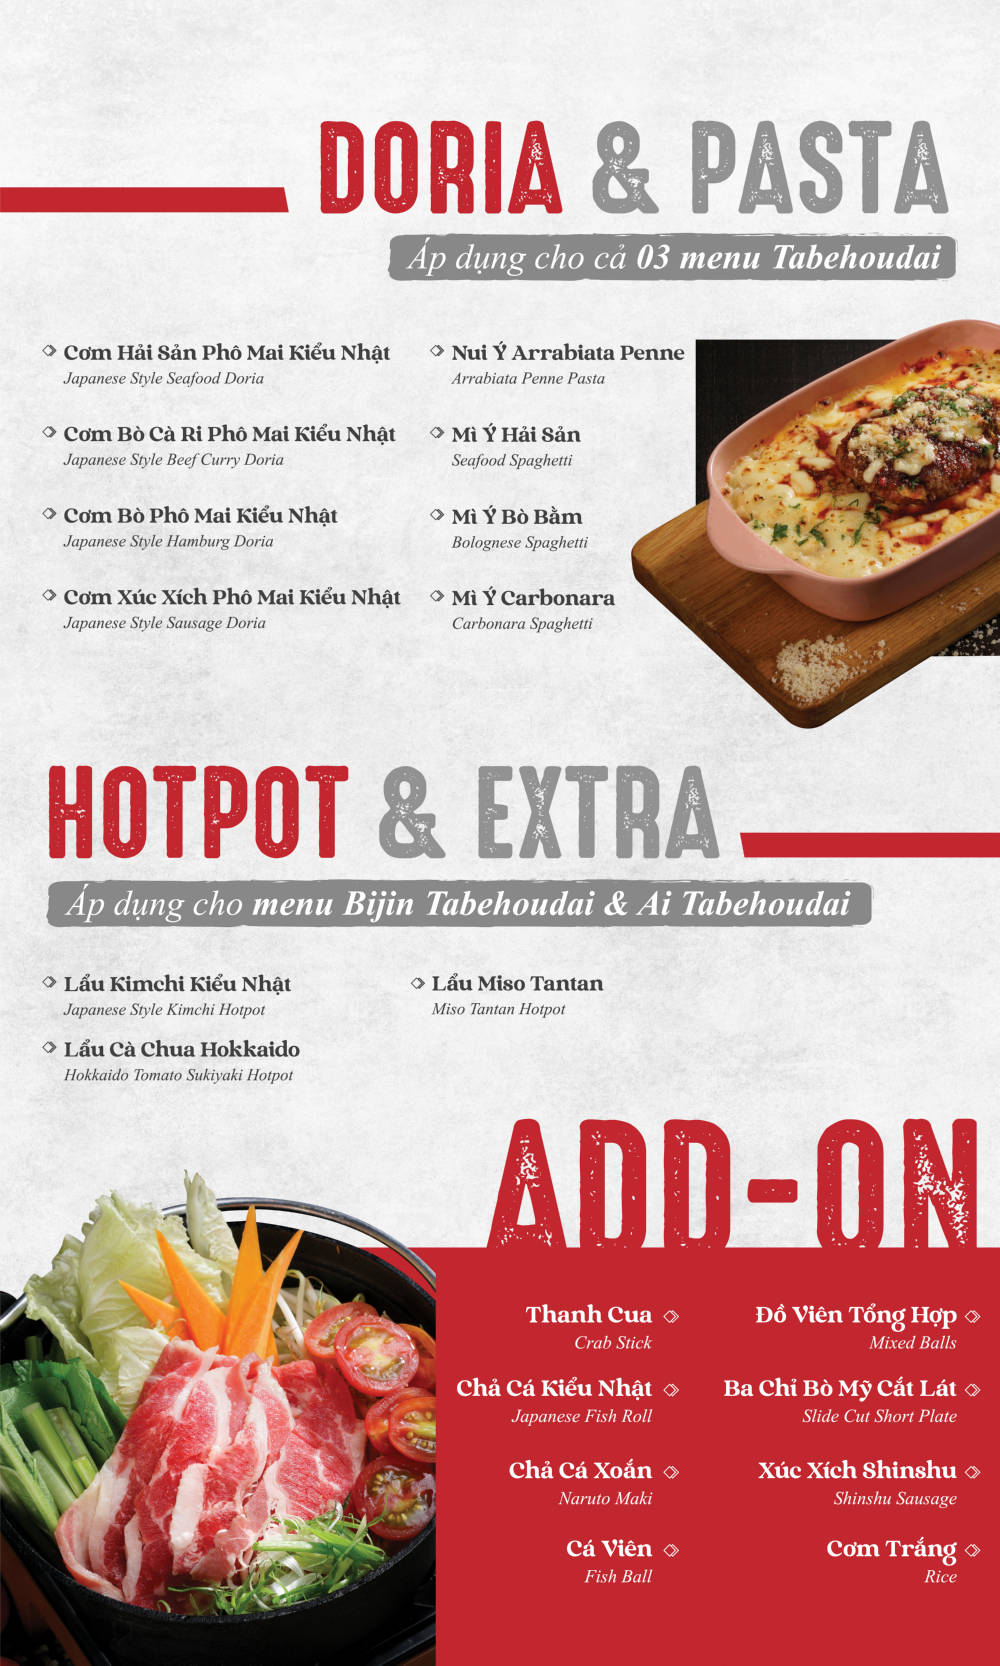 DORIA & PASTA
Áp dụng cho cả 03 menu Tabehoudai
Cơm Hải Sản Phô Mai Kiểu Nhật
Japanese Style Seafood Doria
Cơm Bò Cà Ri Phô Mai Kiểu Nhật
Japanese Style Beef Curry Doria
Cơm Bò Phô Mai Kiểu Nhật
Japanese Style Hamburg Doria
Cơm Xúc Xích Phô Mai Kiểu Nhật
Japanese Style Sausage Doria
Nui Ý Arrabiata Penne
Arrabiata Penne Pasta
Mì Ý Hải Sản
Seafood Spaghetti
Mì Ý Bò Bằm
Bolognese Spaghetti
Mì Ý Carbonara
Carbonara Spaghetti
HOTPOT & EXTRA
Áp dụng cho menu Bijin Tabehoudai & Ai Tabehoudai
Lẩu Kimchi Kiểu Nhật
Japanese Style Kimchi Hotpot
Lẩu Cà Chua Hokkaido
Hokkaido Tomato Sukiyaki Hotpot
Lẩu Miso Tantan
Miso Tantan Hotpot
ADD-ON
Thanh Cua
Crab Stick
Chả Cá Kiểu Nhật
Japanese Fish Roll
Chả Cá Xoắn
Naruto Maki
Cá Viên
Fish Ball
Đồ Viên Tổng Hợp
Mixed Balls
Ba Chỉ Bò Mỹ Cắt Lát
Slide Cut Short Plate
Xúc Xích Shinshu
Shinshu Sausage
Cơm Trắng
Rice